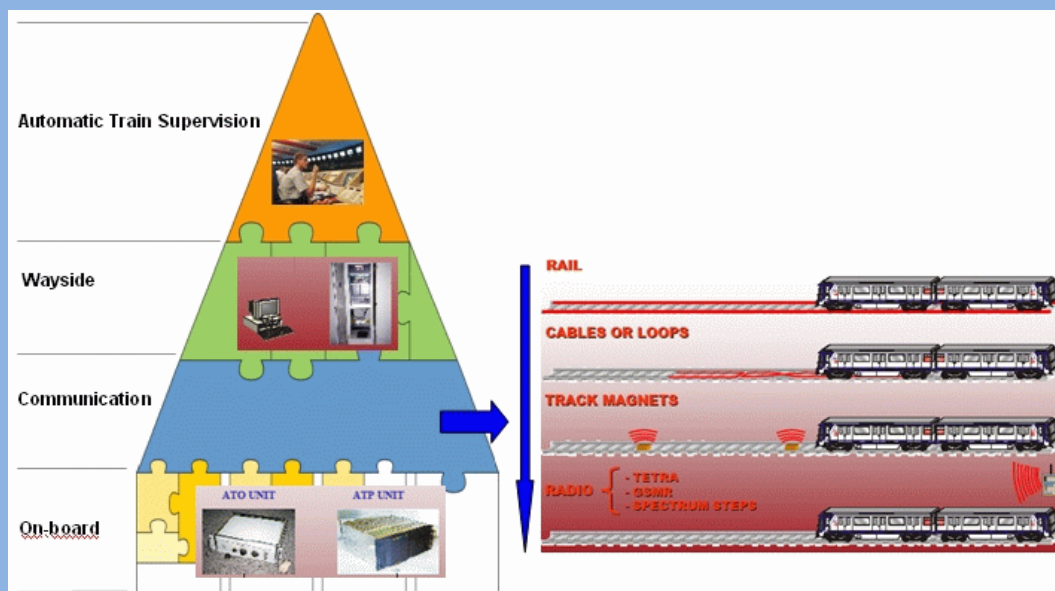 Automatic Train Supervision
Wayside
Communication
On-board
ATO UNIT
ATP UNIT
RAIL
CABLES OR LOOPS
TRACK MAGNETS
RADIO
- TETRA
- GSMR
- SPECTRUM STEPS